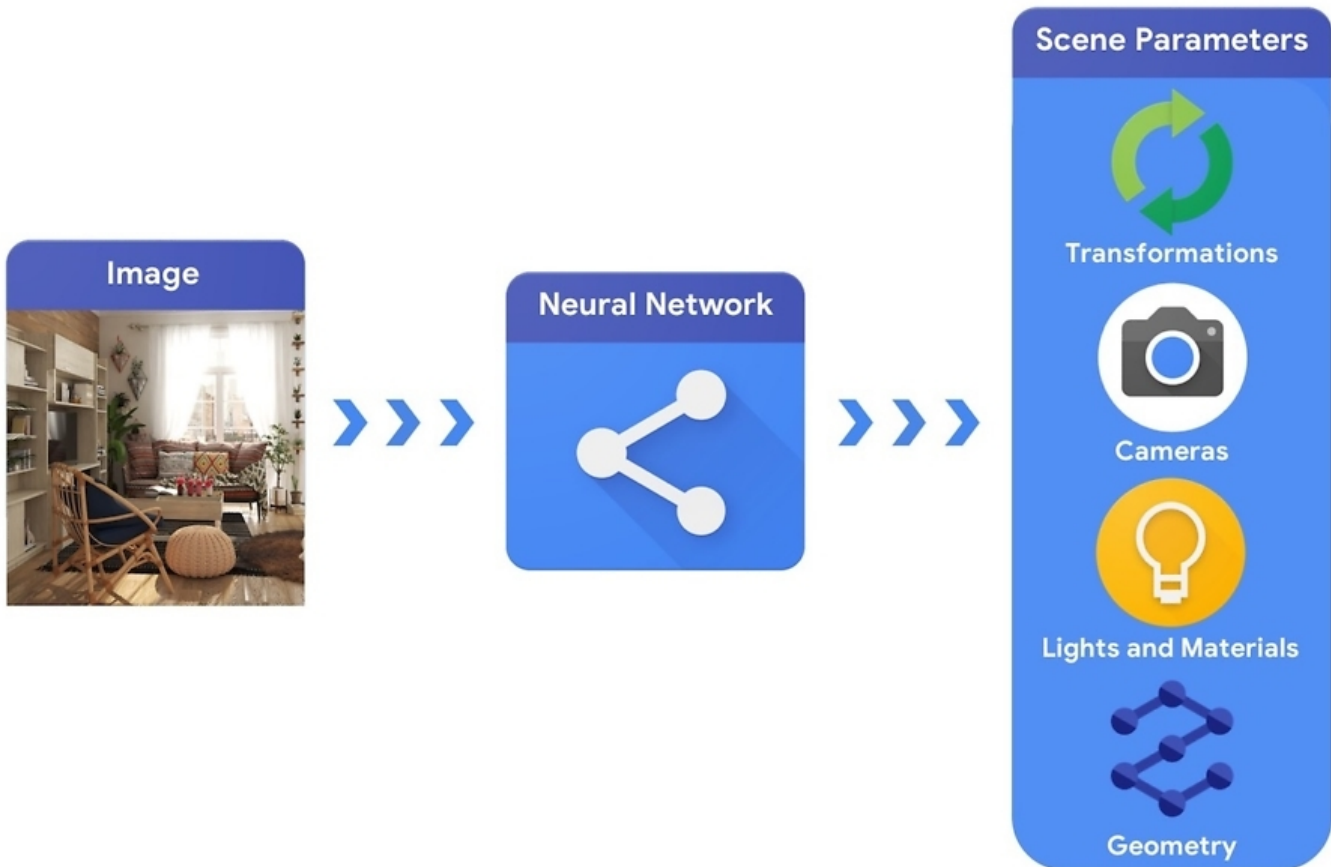 Image
Neural Network
Scene Parameters
Transformations
Cameras
Lights and Materials
Geometry